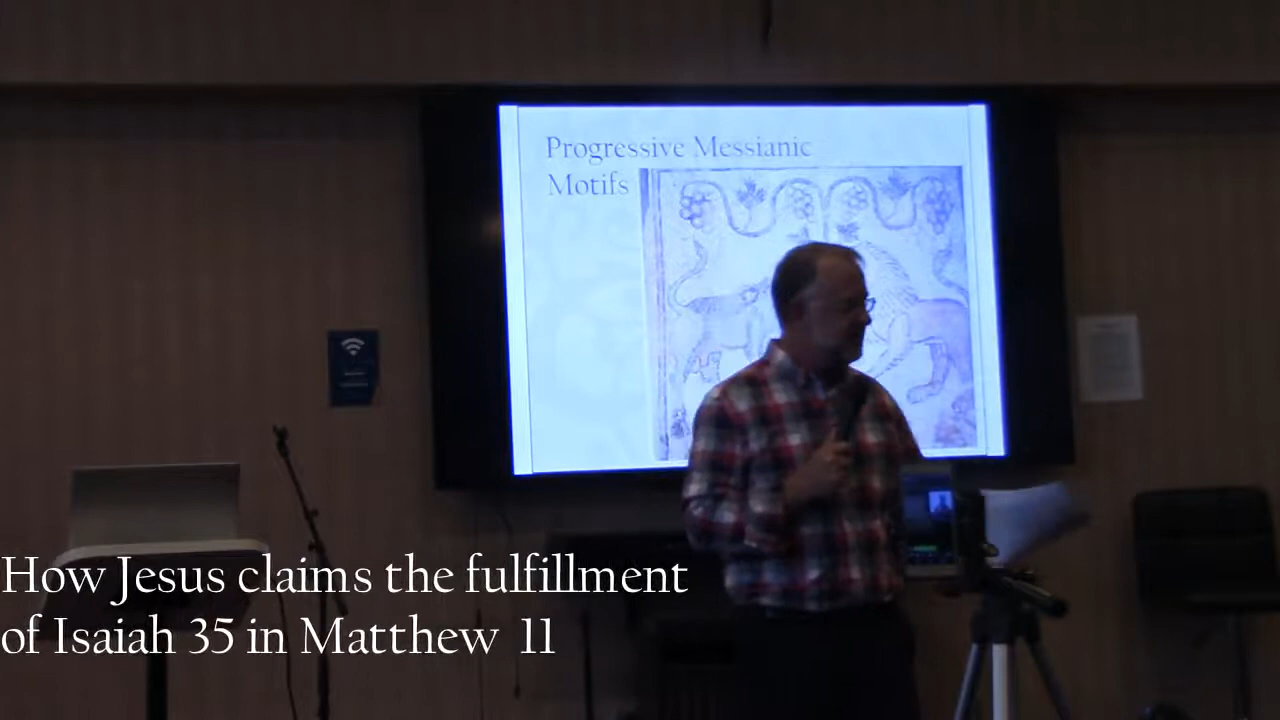 Progressive Messianic
Motifs
How Jesus claims the fulfillment
of Isaiah 35 in Matthew 11